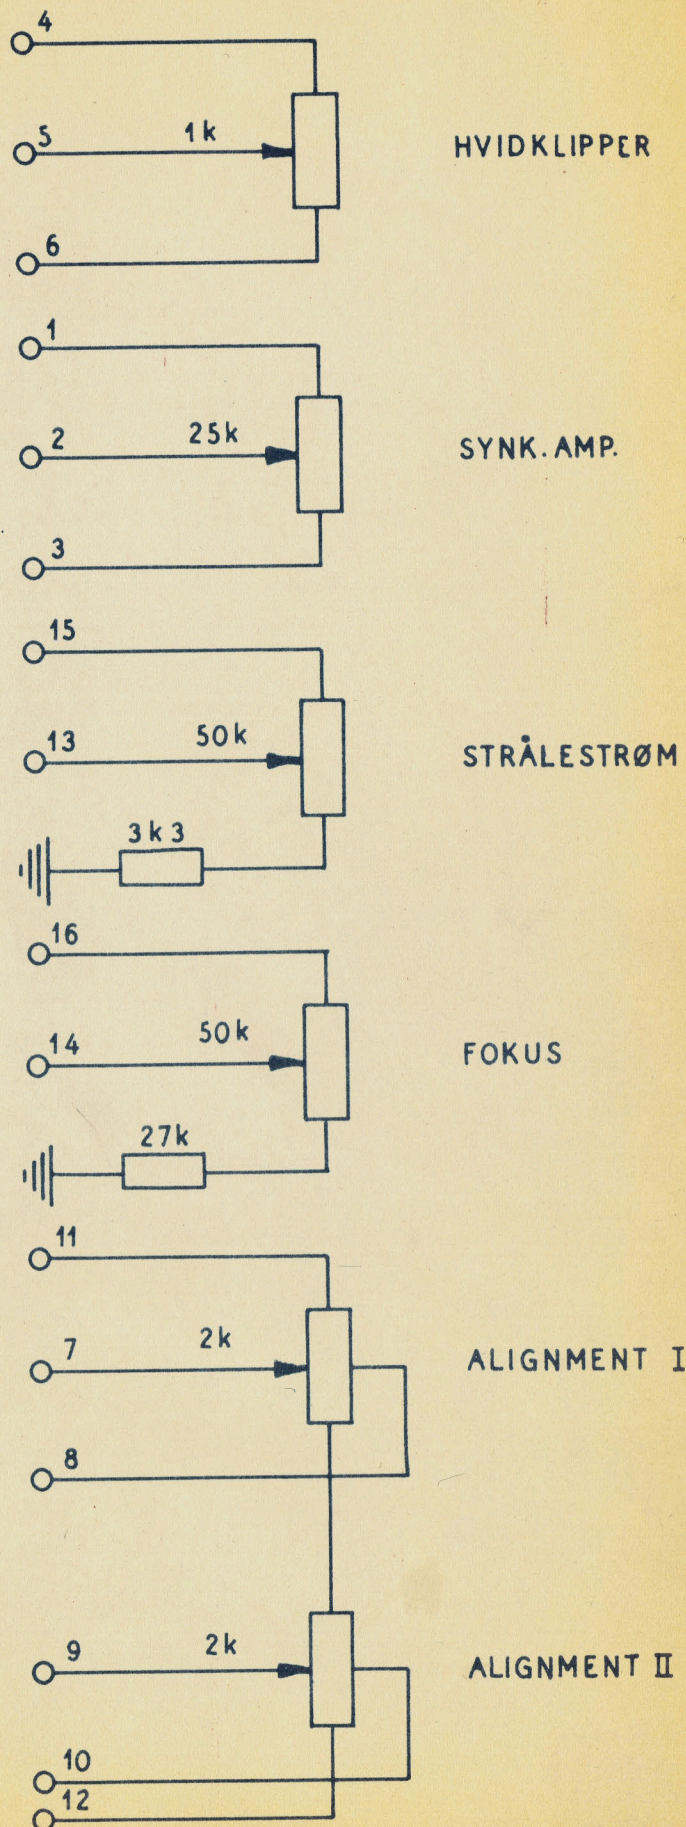 4
5 1k HVIDKLIPPER
6
1
2 25k SYNK. AMP.
3
15
13 50k STRÅLESTRØM
3k3
16
14 50k FOKUS
27k
11
7 2k ALIGNMENT I
8
9 2k ALIGNMENT II
10
12